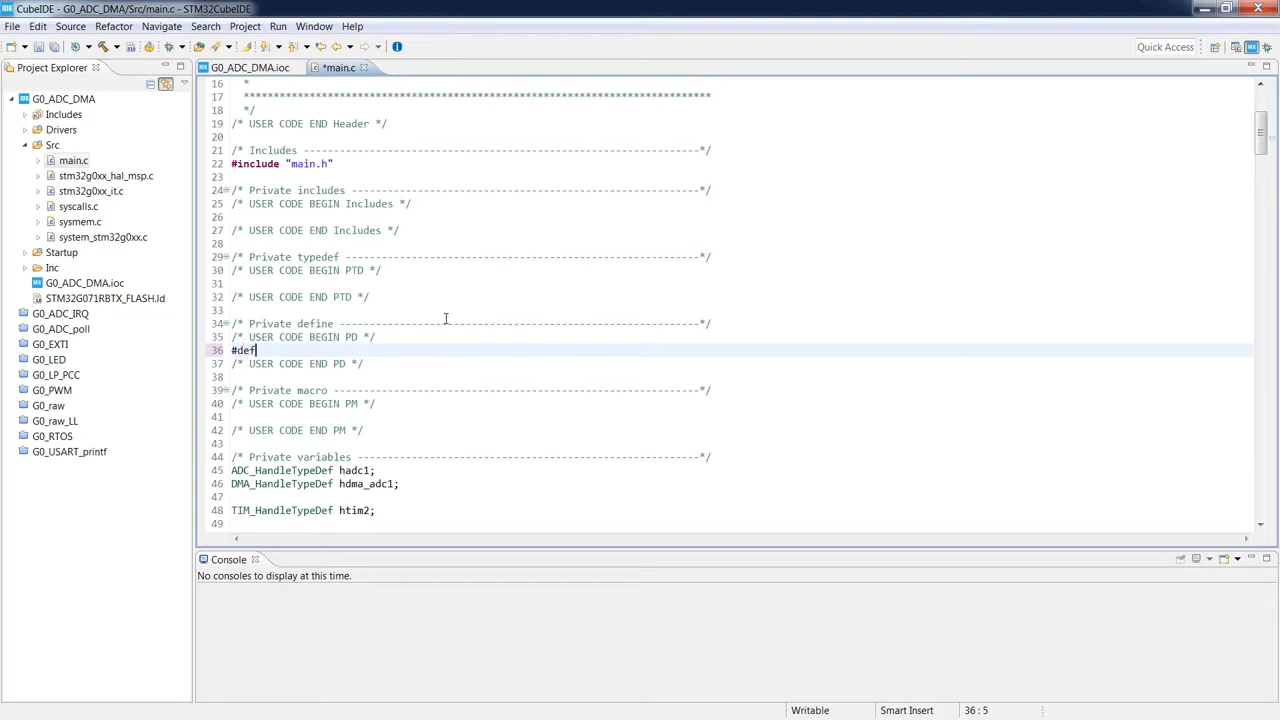 CubeIDE - G0_ADC_DMA/Src/main.c - STM32CubeIDE
File Edit Source Refactor Navigate Search Project Run Window Help
Quick Access
Project Explorer
G0_ADC_DMA
Includes
Drivers
Src
main.c
stm32g0xx_hal_msp.c
stm32g0xx_it.c
syscalls.c
sysmem.c
system_stm32g0xx.c
Startup
Inc
G0_ADC_DMA.ioc
STM32G071RBTX_FLASH.ld
G0_ADC_IRQ
G0_ADC_poll
G0_EXTI
G0_LED
G0_LP_PCC
G0_PWM
G0_raw
G0_raw_LL
G0_RTOS
G0_USART_printf
G0_ADC_DMA.ioc *main.c
16 *
17 ******************************************************************************
18 */
19 /* USER CODE END Header */
20
21 /* Includes ------------------------------------------------------------------*/
22 #include "main.h"
23
24 /* Private includes ----------------------------------------------------------*/
25 /* USER CODE BEGIN Includes */
26
27 /* USER CODE END Includes */
28
29 /* Private typedef -----------------------------------------------------------*/
30 /* USER CODE BEGIN PTD */
31
32 /* USER CODE END PTD */
33
34 /* Private define ------------------------------------------------------------*/
35 /* USER CODE BEGIN PD */
36 #def
37 /* USER CODE END PD */
38
39 /* Private macro -------------------------------------------------------------*/
40 /* USER CODE BEGIN PM */
41
42 /* USER CODE END PM */
43
44 /* Private variables ---------------------------------------------------------*/
45 ADC_HandleTypeDef hadc1;
46 DMA_HandleTypeDef hdma_adc1;
47
48 TIM_HandleTypeDef htim2;
49
Console
No consoles to display at this time.
Writable Smart Insert 36 : 5